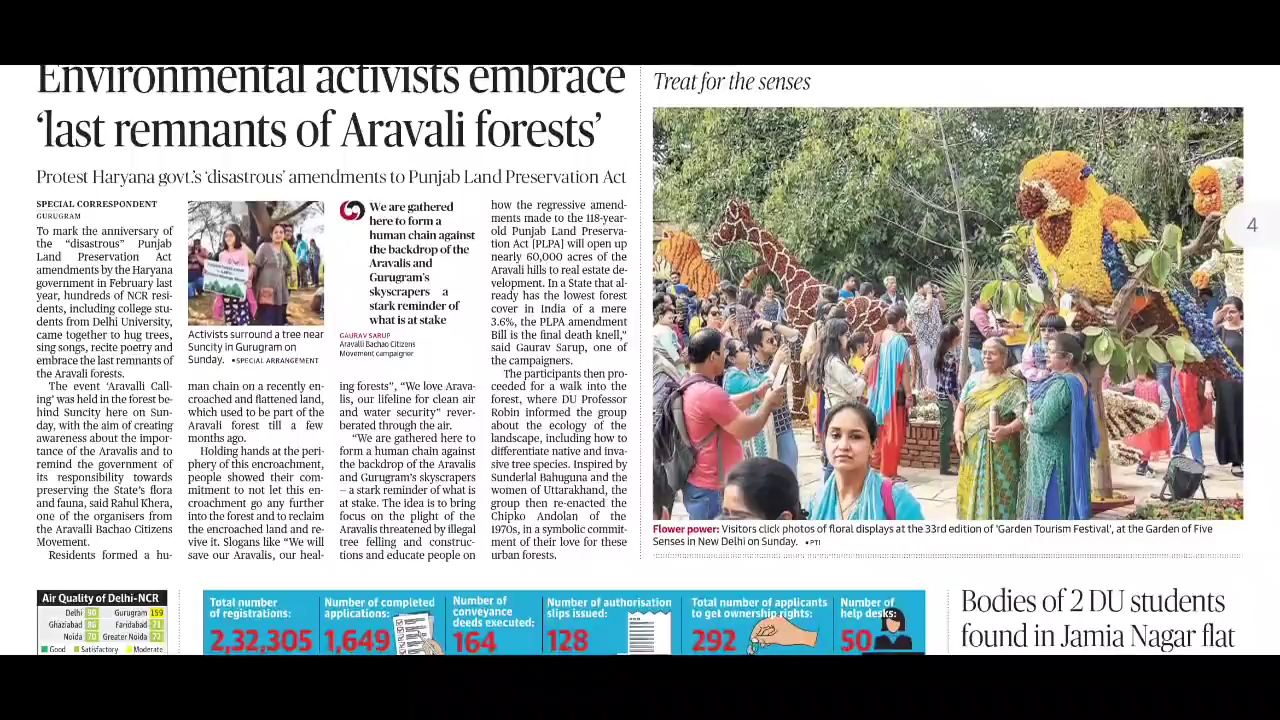 Environmental activists embrace
‘last remnants of Aravali forests’
Protest Haryana govt.’s ‘disastrous’ amendments to Punjab Land Preservation Act
SPECIAL CORRESPONDENT
GURUGRAM
To mark the anniversary of
the “disastrous” Punjab
Land Preservation Act
amendments by the Haryana
government in February last
year, hundreds of NCR resi-
dents, including college stu-
dents from Delhi University,
came together to hug trees,
sing songs, recite poetry and
embrace the last remnants of
the Aravali forests.
The event ‘Aravalli Call-
ing’ was held in the forest be-
hind Suncity here on Sun-
day, with the aim of creating
awareness about the impor-
tance of the Aravalis and to
remind the government of
its responsibility towards
preserving the State’s flora
and fauna, said Rahul Khera,
one of the organisers from
the Aravalli Bachao Citizens
Movement.
Residents formed a hu-
Activists surround a tree near
Suncity in Gurugram on
Sunday. •SPECIAL ARRANGEMENT
man chain on a recently en-
croached and flattened land,
which used to be part of the
Aravali forest till a few
months ago.
Holding hands at the peri-
phery of this encroachment,
people showed their com-
mitment to not let this en-
croachment go any further
into the forest and to reclaim
the encroached land and re-
vive it. Slogans like “We will
save our Aravalis, our heal-
We are gathered
here to form a
human chain against
the backdrop of the
Aravalis and
Gurugram’s
skyscrapers a
stark reminder of
what is at stake
GAURAV SARUP
Aravalli Bachao Citizens
Movement campaigner
ing forests”, “We love Arava-
lis, our lifeline for clean air
and water security” rever-
berated through the air.
“We are gathered here to
form a human chain against
the backdrop of the Aravalis
and Gurugram’s skyscrapers
– a stark reminder of what is
at stake. The idea is to bring
focus on the plight of the
Aravalis threatened by illegal
tree felling and construc-
tions and educate people on
how the regressive amend-
ments made to the 118-year-
old Punjab Land Preserva-
tion Act [PLPA] will open up
nearly 60,000 acres of the
Aravali hills to real estate de-
velopment. In a State that al-
ready has the lowest forest
cover in India of a mere
3.6%, the PLPA amendment
Bill is the final death knell,”
said Gaurav Sarup, one of
the campaigners.
The participants then pro-
ceeded for a walk into the
forest, where DU Professor
Robin informed the group
about the ecology of the
landscape, including how to
differentiate native and inva-
sive tree species. Inspired by
Sunderlal Bahuguna and the
women of Uttarakhand, the
group then re-enacted the
Chipko Andolan of the
1970s, in a symbolic commit-
ment of their love for these
urban forests.
Treat for the senses
4
Flower power: Visitors click photos of floral displays at the 33rd edition of ‘Garden Tourism Festival’, at the Garden of Five
Senses in New Delhi on Sunday. •PTI
Air Quality of Delhi-NCR
Delhi 90 Gurugram 159
Ghaziabad 86 Faridabad 71
Noida 70 Greater Noida 72
Good Satisfactory Moderate
Total number
of registrations:
2,32,305
Number of completed
applications:
1,649
Number of
conveyance
deeds executed:
164
Number of authorisation
slips issued:
128
Total number of applicants
to get ownership rights:
292
Number of
help desks:
50
Bodies of 2 DU students
found in Jamia Nagar flat